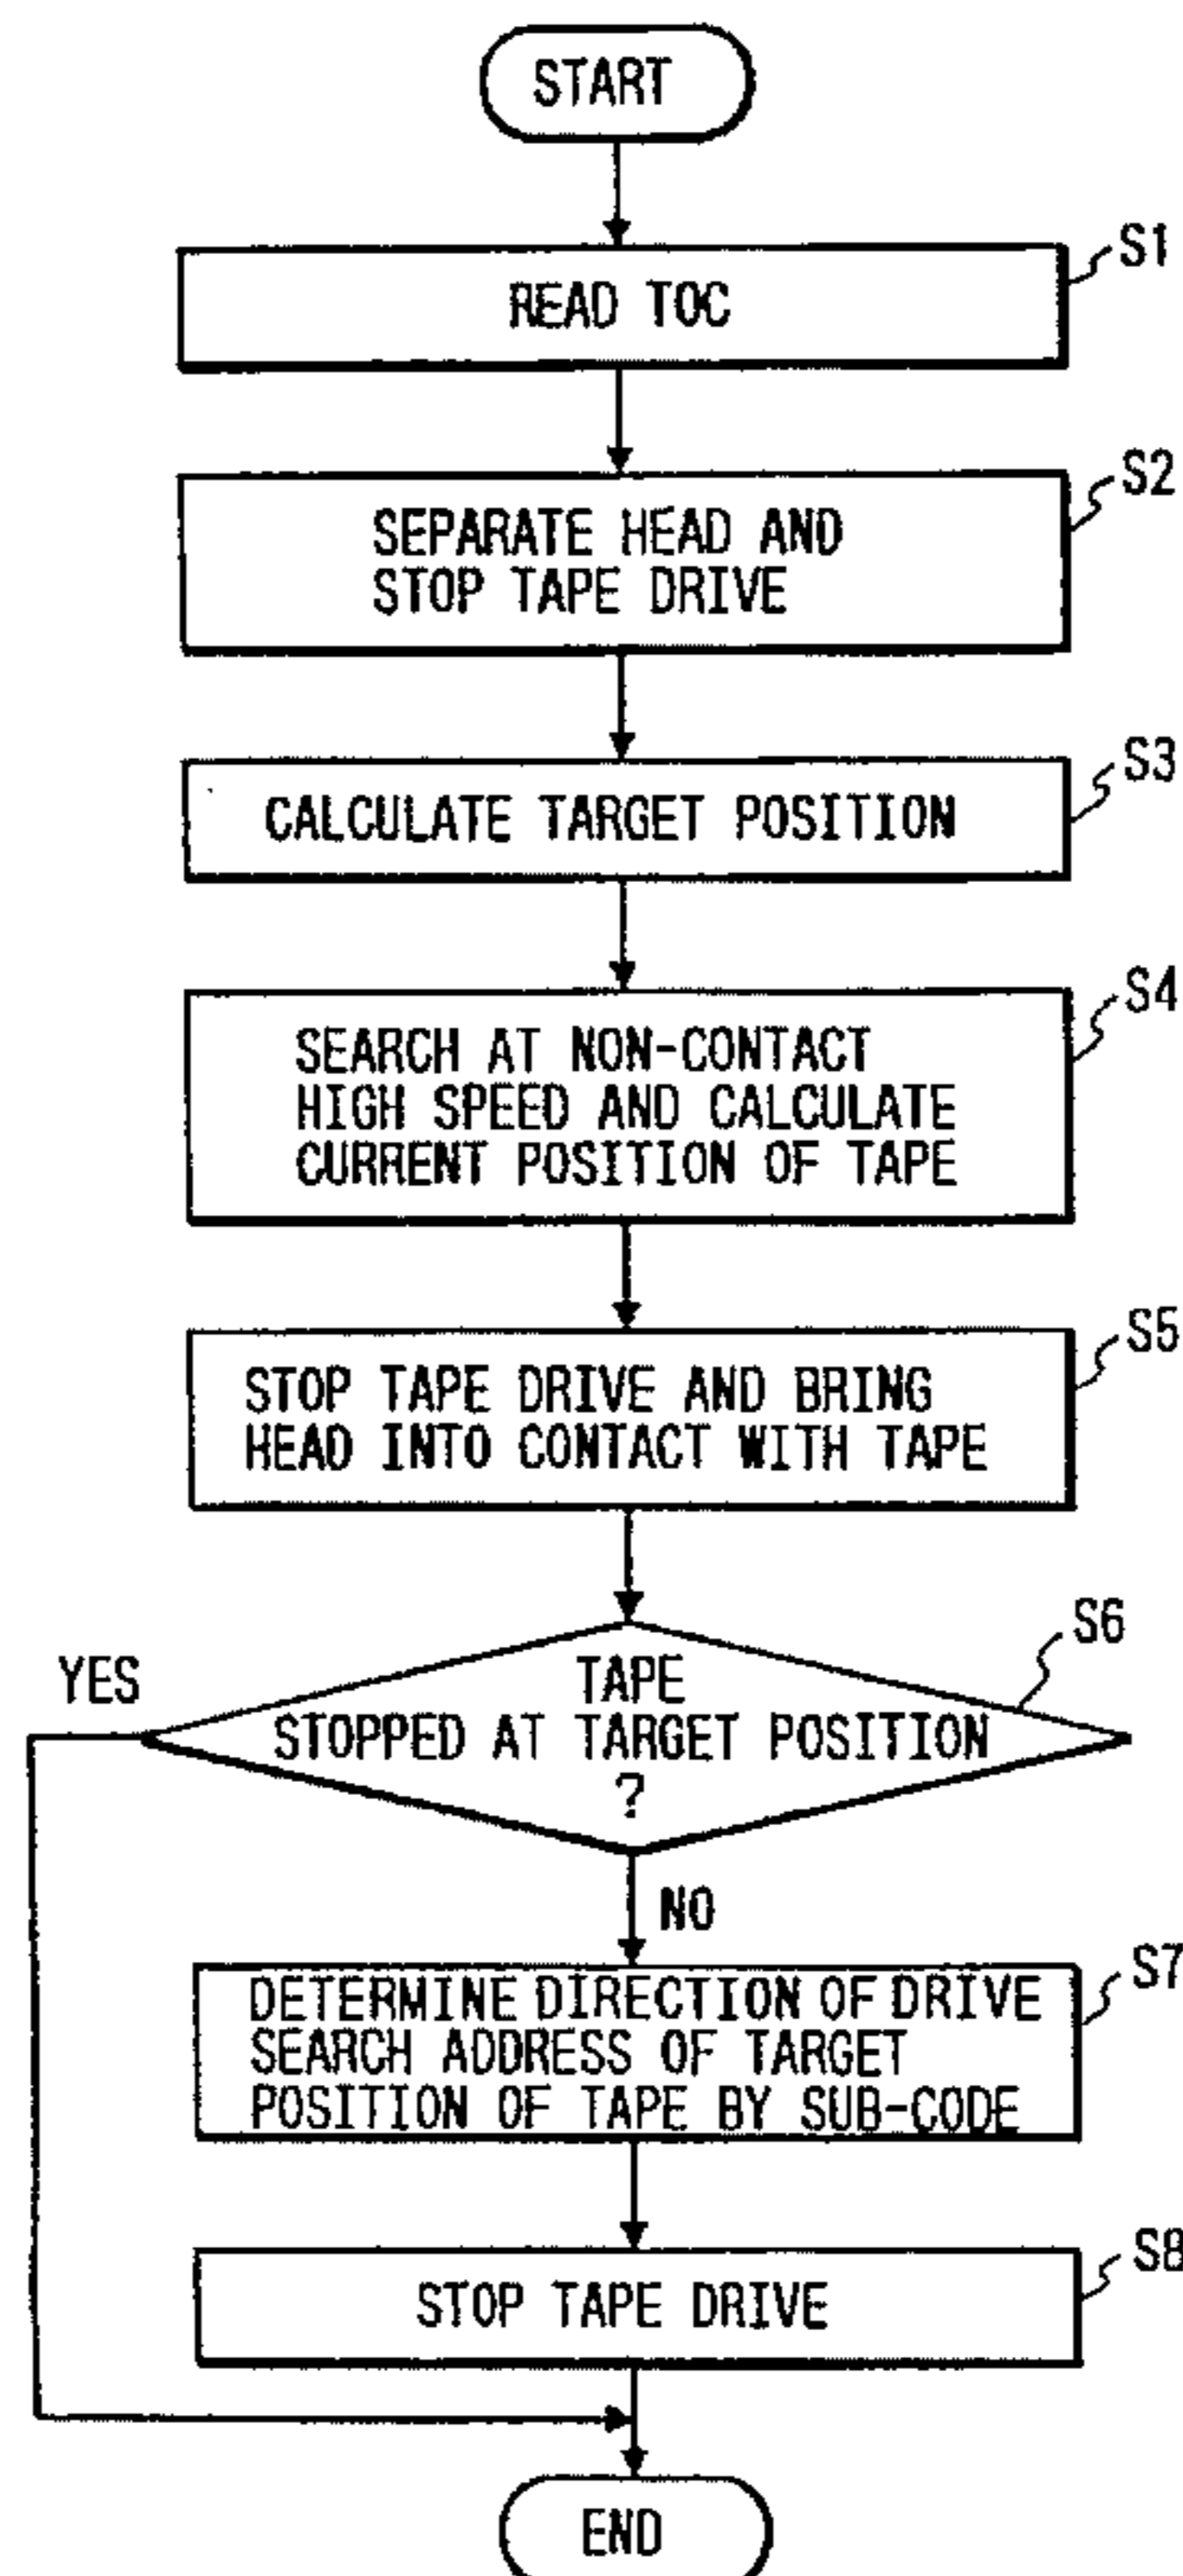 START
S1
READ TOC
S2
SEPARATE HEAD AND
STOP TAPE DRIVE
S3
CALCULATE TARGET POSITION
S4
SEARCH AT NON-CONTACT
HIGH SPEED AND CALCULATE
CURRENT POSITION OF TAPE
S5
STOP TAPE DRIVE AND BRING
HEAD INTO CONTACT WITH TAPE
S6
YES
TAPE
STOPPED AT TARGET POSITION
?
NO
S7
DETERMINE DIRECTION OF DRIVE
SEARCH ADDRESS OF TARGET
POSITION OF TAPE BY SUB-CODE
S8
STOP TAPE DRIVE
END